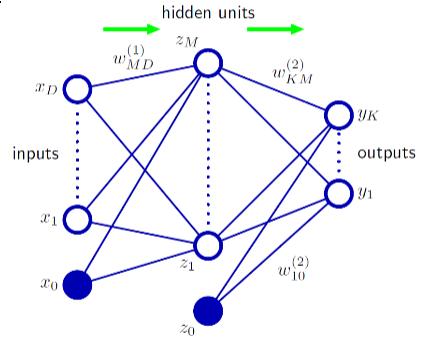 hidden units
z_M
w_{MD}^{(1)}
w_{KM}^{(2)}
x_D
y_K
inputs
outputs
y_1
x_1
z_1
w_{10}^{(2)}
x_0
z_0